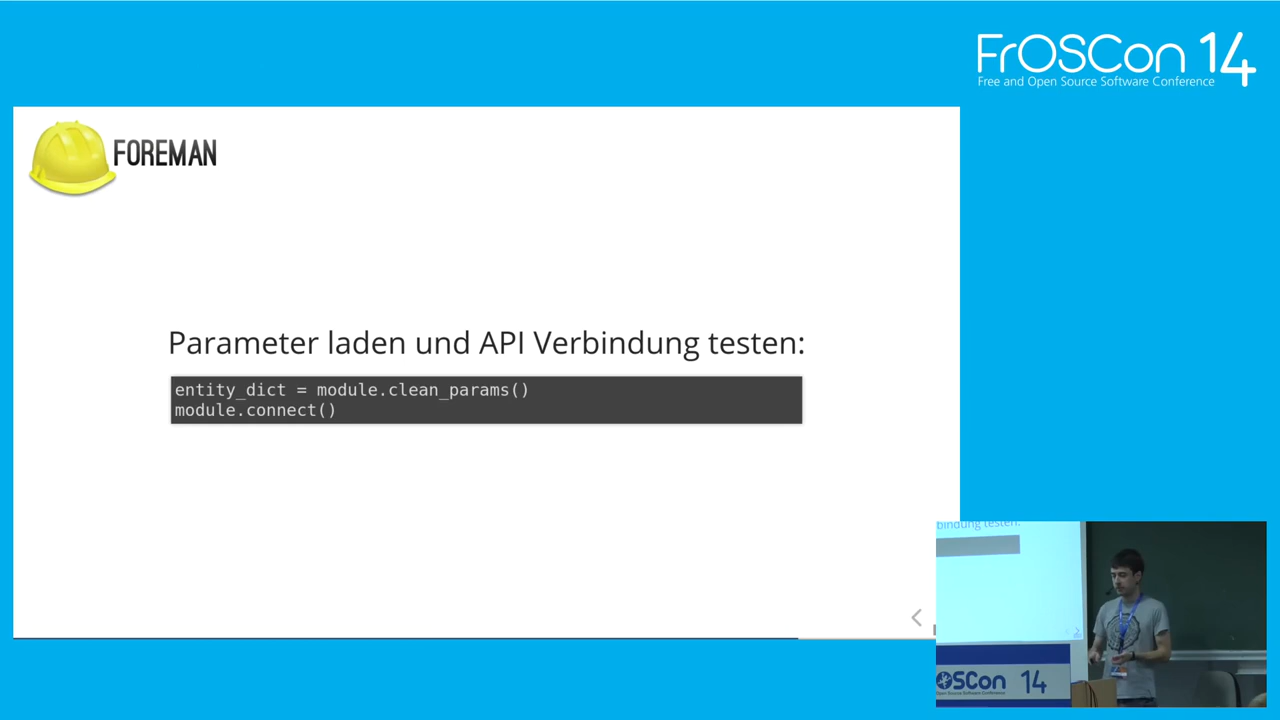 FrOSCon 14
Free and Open Source Software Conference
FOREMAN
Parameter laden und API Verbindung testen:
entity_dict = module.clean_params()
module.connect()
bindung testen:
OSCon 14